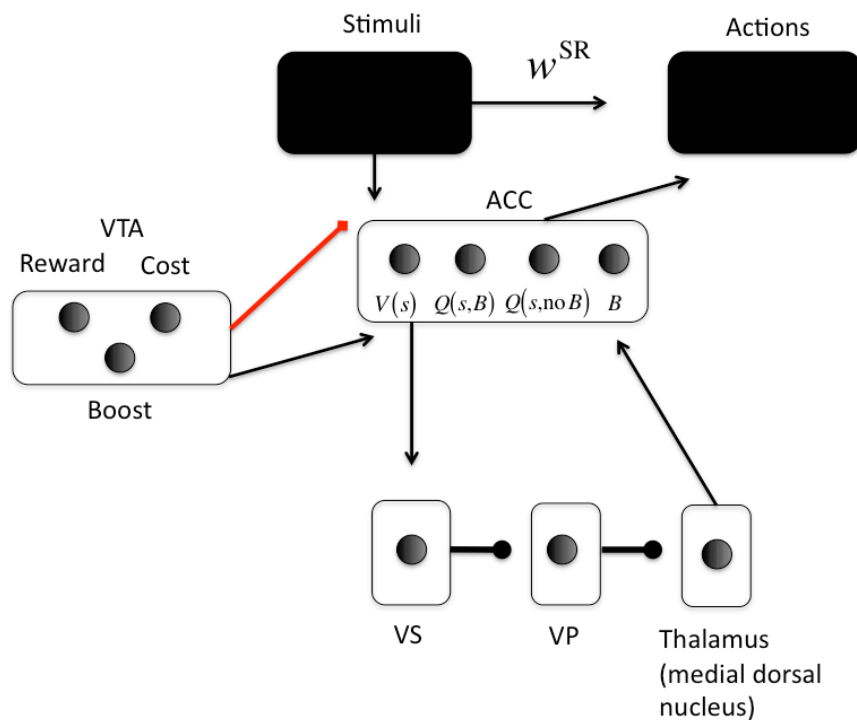 Stimuli
Actions
w^SR
ACC
VTA
Reward
Cost
V(s)
Q(s,B)
Q(s,no B)
B
Boost
VS
VP
Thalamus
(medial dorsal
nucleus)